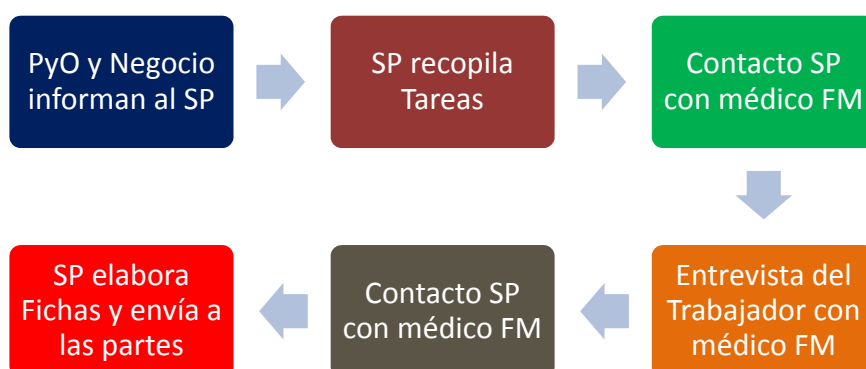 PyO y Negocio
informan al SP
SP recopila
Tareas
Contacto SP
con médico FM
Entrevista del
Trabajador con
médico FM
Contacto SP
con médico FM
SP elabora
Fichas y envía a
las partes